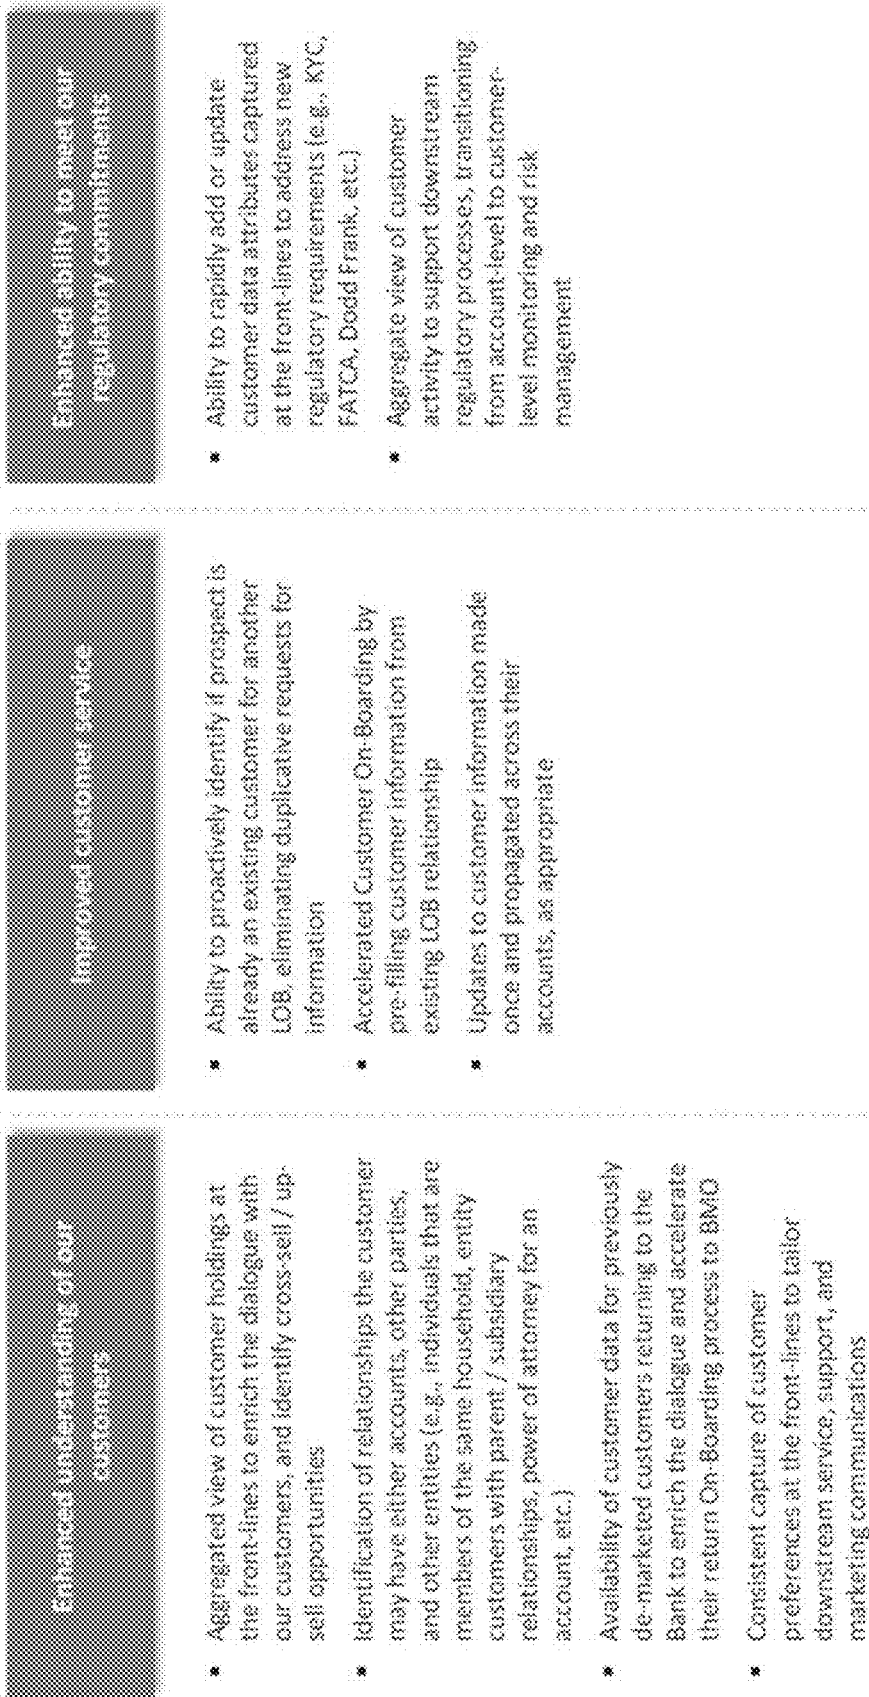 Enhanced understanding of our
customers
Aggregated view of customer holdings at
the front-lines to enrich the dialogue with
our customers, and identify cross-sell / up-
sell opportunities
Identification of relationships the customer
may have either accounts, other parties,
and other entities (e.g., individuals that are
members of the same household, entity
customers with parent / subsidiary
relationships, power of attorney for an
account, etc.)
Availability of customer data for previously
de-marketed customers returning to the
Bank to enrich the dialogue and accelerate
their return On-Boarding process to BMO
Consistent capture of customer
preferences at the front-lines to tailor
downstream service, support, and
marketing communications
Improved customer service
Ability to proactively identify if prospect is
already an existing customer for another
LOB, eliminating duplicative requests for
information
Accelerated Customer On-Boarding by
pre-filling customer information from
existing LOB relationship
Updates to customer information made
once and propagated across their
accounts, as appropriate
Enhanced ability to meet our
regulatory commitments
Ability to rapidly add or update
customer data attributes captured
at the front-lines to address new
regulatory requirements (e.g., KYC,
FATCA, Dodd Frank, etc.)
Aggregate view of customer
activity to support downstream
regulatory processes, transitioning
from account-level to customer-
level monitoring and risk
management